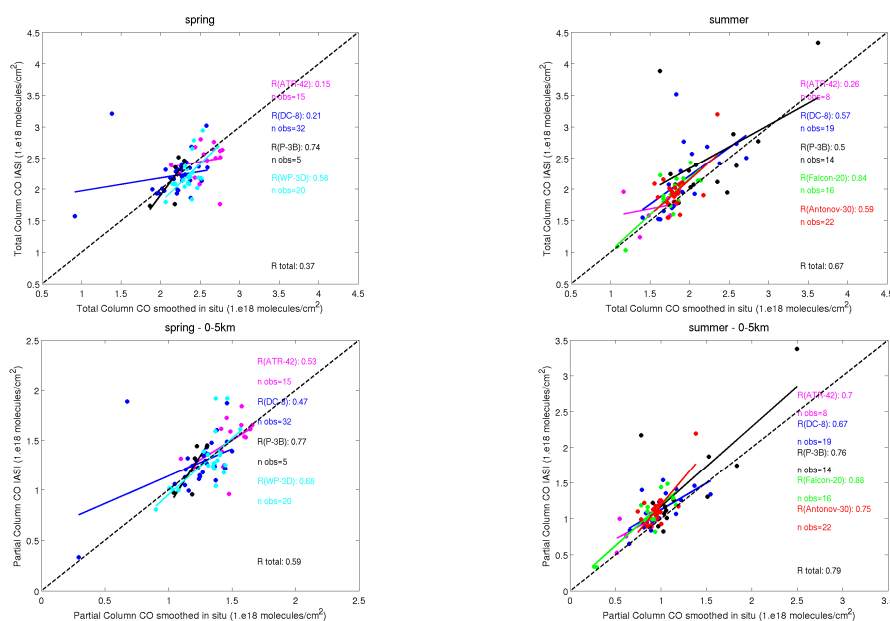 spring
4.5
4
3.5
3
2.5
2
1.5
1
0.5
Total Column CO IASI (1.e18 molecules/cm2)
R(ATR-42): 0.15
n obs=15
R(DC-8): 0.21
n obs=32
R(P-3B): 0.74
n obs=5
R(WP-3D): 0.58
n obs=20
R total: 0.37
0.5 1 1.5 2 2.5 3 3.5 4 4.5
Total Column CO smoothed in situ (1.e18 molecules/cm2)
summer
4.5
4
3.5
3
2.5
2
1.5
1
0.5
Total Column CO IASI (1.e18 molecules/cm2)
R(ATR-42): 0.26
n obs=8
R(DC-8): 0.57
n obs=19
R(P-3B): 0.5
n obs=14
R(Falcon-20): 0.84
n obs=16
R(Antonov-30): 0.59
n obs=22
R total: 0.67
0.5 1 1.5 2 2.5 3 3.5 4 4.5
Total Column CO smoothed in situ (1.e18 molecules/cm2)
spring - 0-5km
2.5
2
1.5
1
0.5
0
Partial Column CO IASI (1.e18 molecules/cm2)
R(ATR-42): 0.53
n obs=15
R(DC-8): 0.47
n obs=32
R(P-3B): 0.77
n obs=5
R(WP-3D): 0.68
n obs=20
R total: 0.59
0 0.5 1 1.5 2 2.5
Partial Column CO smoothed in situ (1.e18 molecules/cm2)
summer - 0-5km
3.5
3
2.5
2
1.5
1
0.5
0
Partial Column CO IASI (1.e18 molecules/cm2)
R(ATR-42): 0.7
n obs=8
R(DC-8): 0.67
n obs=19
R(P-3B): 0.76
n obs=14
R(Falcon-20): 0.88
n obs=16
R(Antonov-30): 0.75
n obs=22
R total: 0.79
0 0.5 1 1.5 2 2.5 3 3.5
Partial Column CO smoothed in situ (1.e18 molecules/cm2)